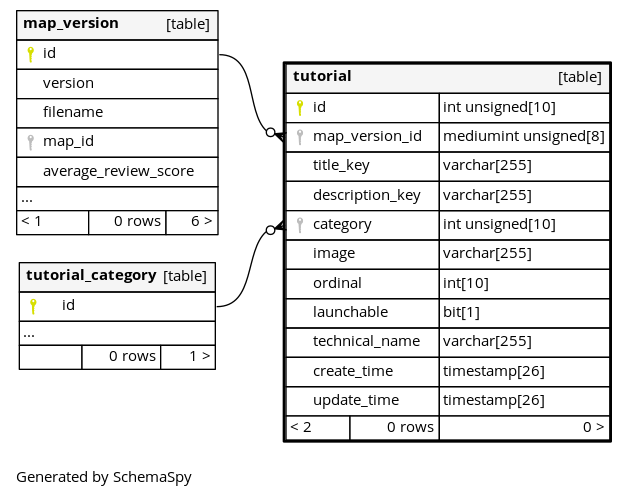 map_version [table]
id
version
filename
map_id
average_review_score
...
< 1 0 rows 6 >
tutorial_category [table]
id
...
0 rows 1 >
tutorial [table]
id int unsigned[10]
map_version_id mediumint unsigned[8]
title_key varchar[255]
description_key varchar[255]
category int unsigned[10]
image varchar[255]
ordinal int[10]
launchable bit[1]
technical_name varchar[255]
create_time timestamp[26]
update_time timestamp[26]
< 2 0 rows 0 >
Generated by SchemaSpy